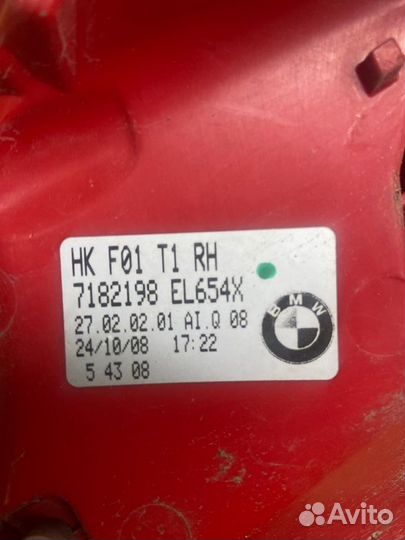 HK F01 T1 RH
7182198 EL654X
27.02.02.01 AI.Q 08
24/10/08 17:22
5 43 08
BMW
Avito